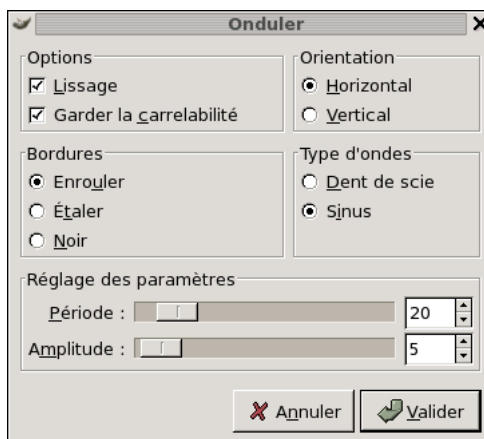 Onduler
Options
Lissage
Garder la carrelabilité
Orientation
Horizontal
Vertical
Bordures
Enrouler
Étaler
Noir
Type d'ondes
Dent de scie
Sinus
Réglage des paramètres
Période : 20
Amplitude : 5
Annuler Valider